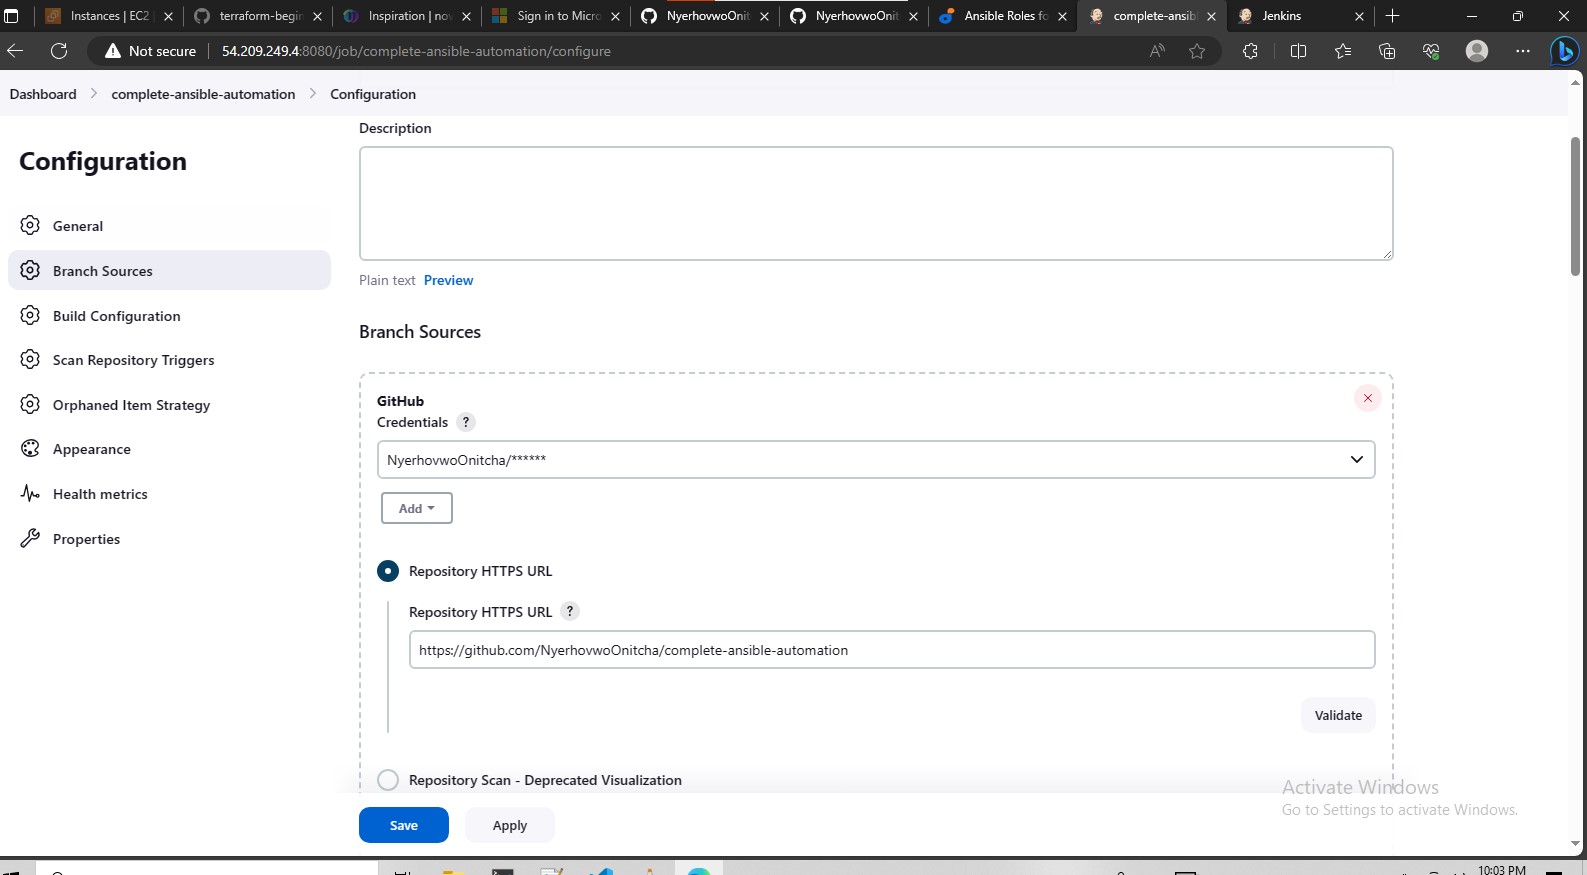 Instances | EC2
terraform-begin
Inspiration | nov
Sign in to Micro
NyerhovwoOnit
NyerhovwoOnit
Ansible Roles fo
complete-ansib
Jenkins
Not secure
54.209.249.4:8080/job/complete-ansible-automation/configure
Dashboard > complete-ansible-automation > Configuration
Configuration
General
Branch Sources
Build Configuration
Scan Repository Triggers
Orphaned Item Strategy
Appearance
Health metrics
Properties
Description
Plain text Preview
Branch Sources
GitHub
Credentials ?
NyerhovwoOnitcha/******
Add
Repository HTTPS URL
Repository HTTPS URL ?
https://github.com/NyerhovwoOnitcha/complete-ansible-automation
Validate
Repository Scan - Deprecated Visualization
Save
Apply
Activate Windows
Go to Settings to activate Windows.
10:03 PM